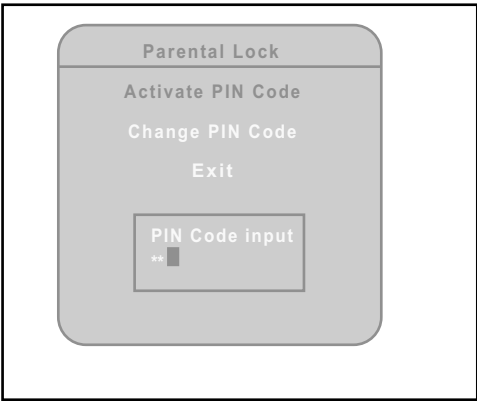 Parental Lock
Activate PIN Code
Change PIN Code
Exit
PIN Code input
**